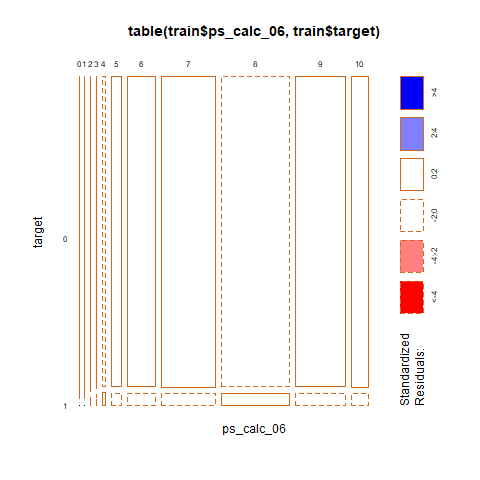 table(train$ps_calc_06, train$target)
0 1 2 3 4 5 6 7 8 9 10
target
0
1
ps_calc_06
Standardized
Residuals:
<-4
-4:-2
-2:0
0:2
2:4
>4